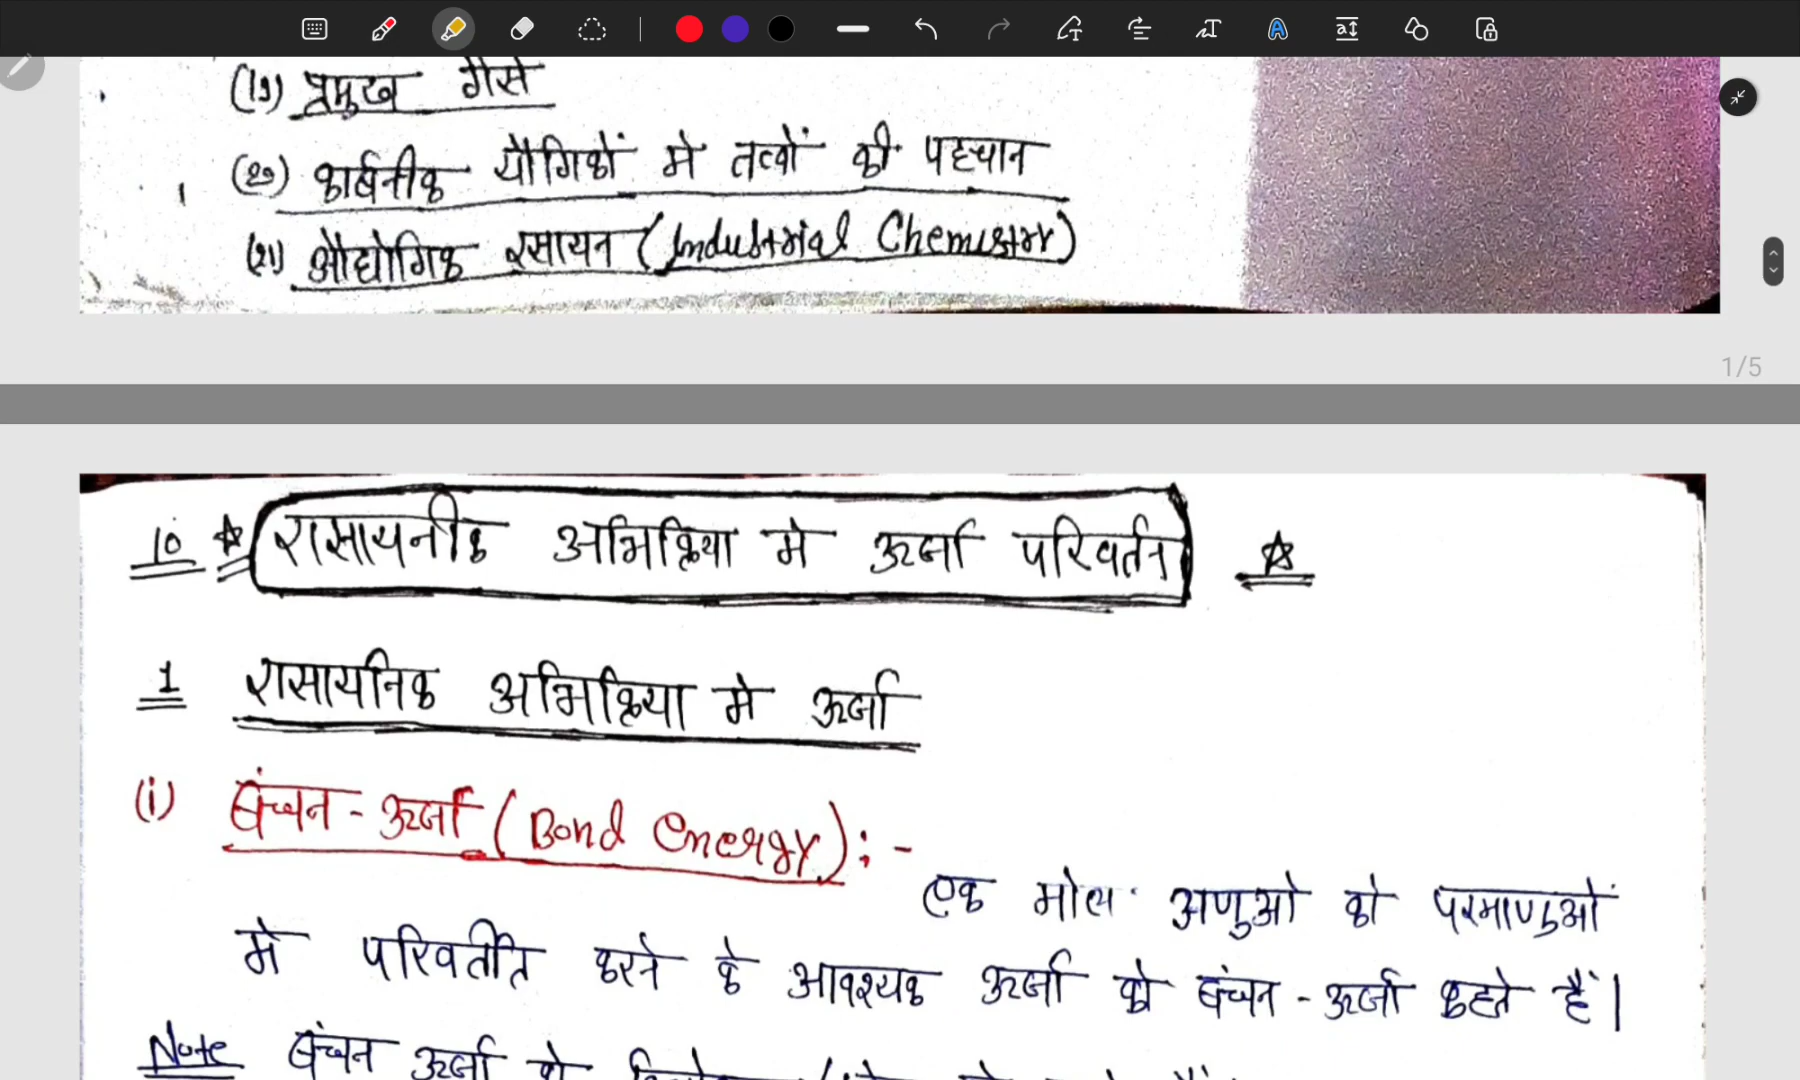 (19) प्रमुख गैसे
(20) कार्बनीक यौगिकों मे तत्वों की पहचान
(21) औद्योगिक रसायन (Industrial Chemistry)
1/5
10 रासायनीक अभिक्रिया मे ऊर्जा परिवर्तन
1 रासायनिक अभिक्रिया मे ऊर्जा
(i) बंधन - ऊर्जा (Bond energy) : -
एक मोल अणुओ को परमाणुओं
मे परिवर्तीत करने के आवश्यक ऊर्जा को बंधन - ऊर्जा कहते हैं।
Note बंधन ऊर्जा को